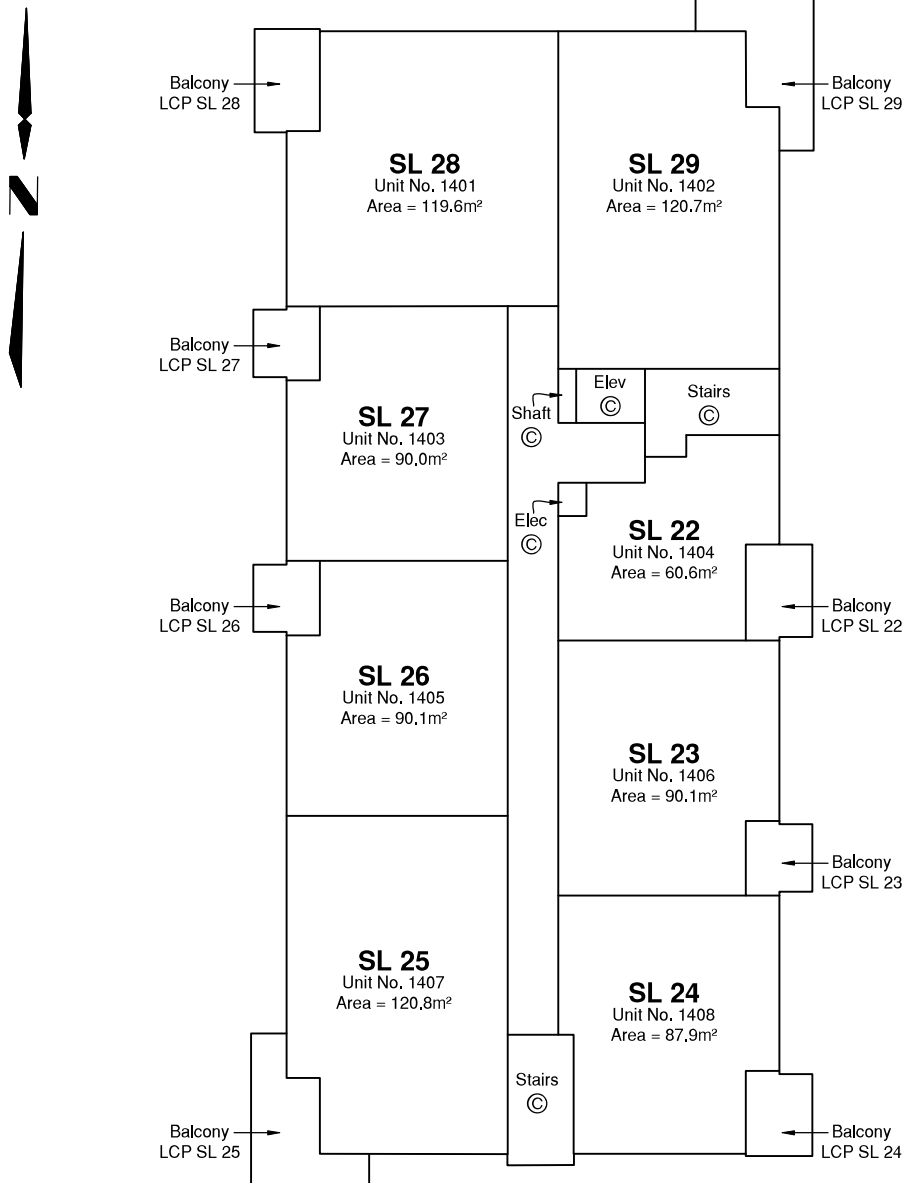 N
Balcony
LCP SL 28
SL 28
Unit No. 1401
Area = 119.6m²
SL 29
Unit No. 1402
Area = 120.7m²
Balcony
LCP SL 29
Balcony
LCP SL 27
SL 27
Unit No. 1403
Area = 90.0m²
Shaft
©
Elev
©
Stairs
©
Elec
©
SL 22
Unit No. 1404
Area = 60.6m²
Balcony
LCP SL 22
Balcony
LCP SL 26
SL 26
Unit No. 1405
Area = 90.1m²
SL 23
Unit No. 1406
Area = 90.1m²
Balcony
LCP SL 23
SL 25
Unit No. 1407
Area = 120.8m²
SL 24
Unit No. 1408
Area = 87.9m²
Stairs
©
Balcony
LCP SL 25
Balcony
LCP SL 24